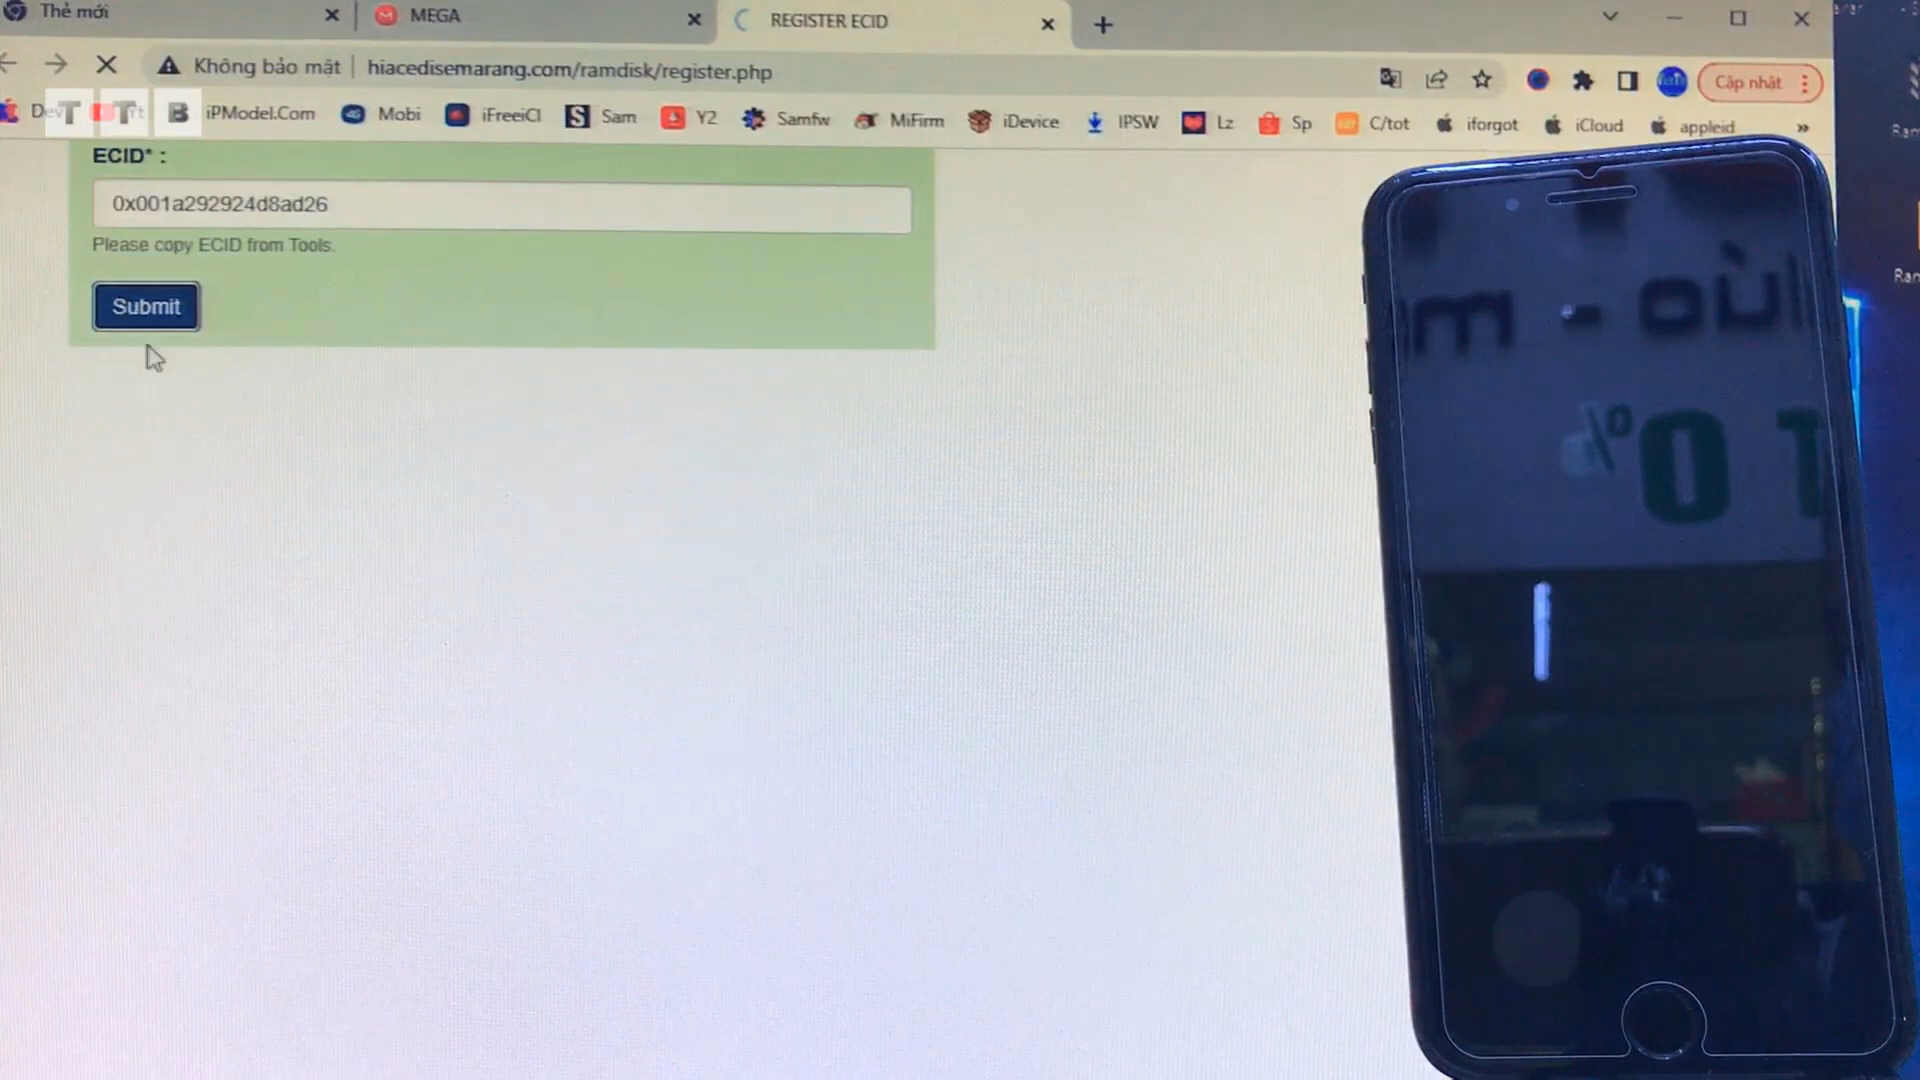 Thẻ mới
MEGA
REGISTER ECID
Không bảo mật
hiacedisemarang.com/ramdisk/register.php
Cập nhật
T
B
iPModel.Com
Mobi
iFreeiCl
Sam
Y2
Samfw
MiFirm
iDevice
IPSW
Lz
Sp
C/tot
iforgot
iCloud
appleid
»
ECID* :
0x001a292924d8ad26
Please copy ECID from Tools.
Submit